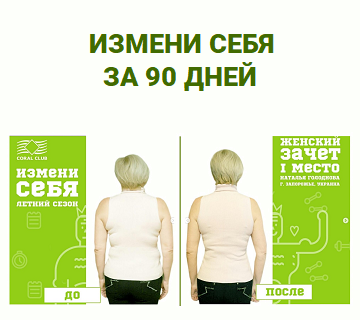 ИЗМЕНИ СЕБЯ
ЗА 90 ДНЕЙ
CORAL CLUB
ИЗМЕНИ
СЕБЯ
ЛЕТНИЙ СЕЗОН
до
ЖЕНСКИЙ
ЗАЧЕТ
I МЕСТО
НАТАЛЬЯ ГВОЗДКОВА
Г. ЗАПОРОЖЬЕ, УКРАИНА
после